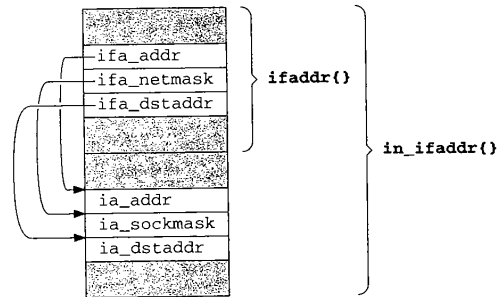 ifa_addr
ifa_netmask
ifa_dstaddr
ifaddr{}
in_ifaddr{}
ia_addr
ia_sockmask
ia_dstaddr